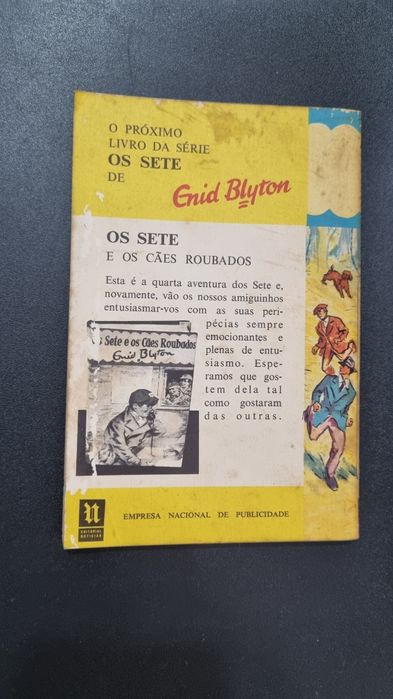 O PRÓXIMO
LIVRO DA SÉRIE
OS SETE
DE
Enid Blyton
OS SETE
E OS CÃES ROUBADOS
Esta é a quarta aventura dos Sete e,
novamente, vão os nossos amiguinhos
entusiasmar-vos com as suas peri-
pécias sempre
emocionantes e
plenas de entu-
siasmo. Espe-
ramos que gos-
tem dela tal
como gostaram
das outras.
Sete e os Cães Roubados
Enid Blyton
EDITORIAL
NOTÍCIAS
EMPRESA NACIONAL DE PUBLICIDADE